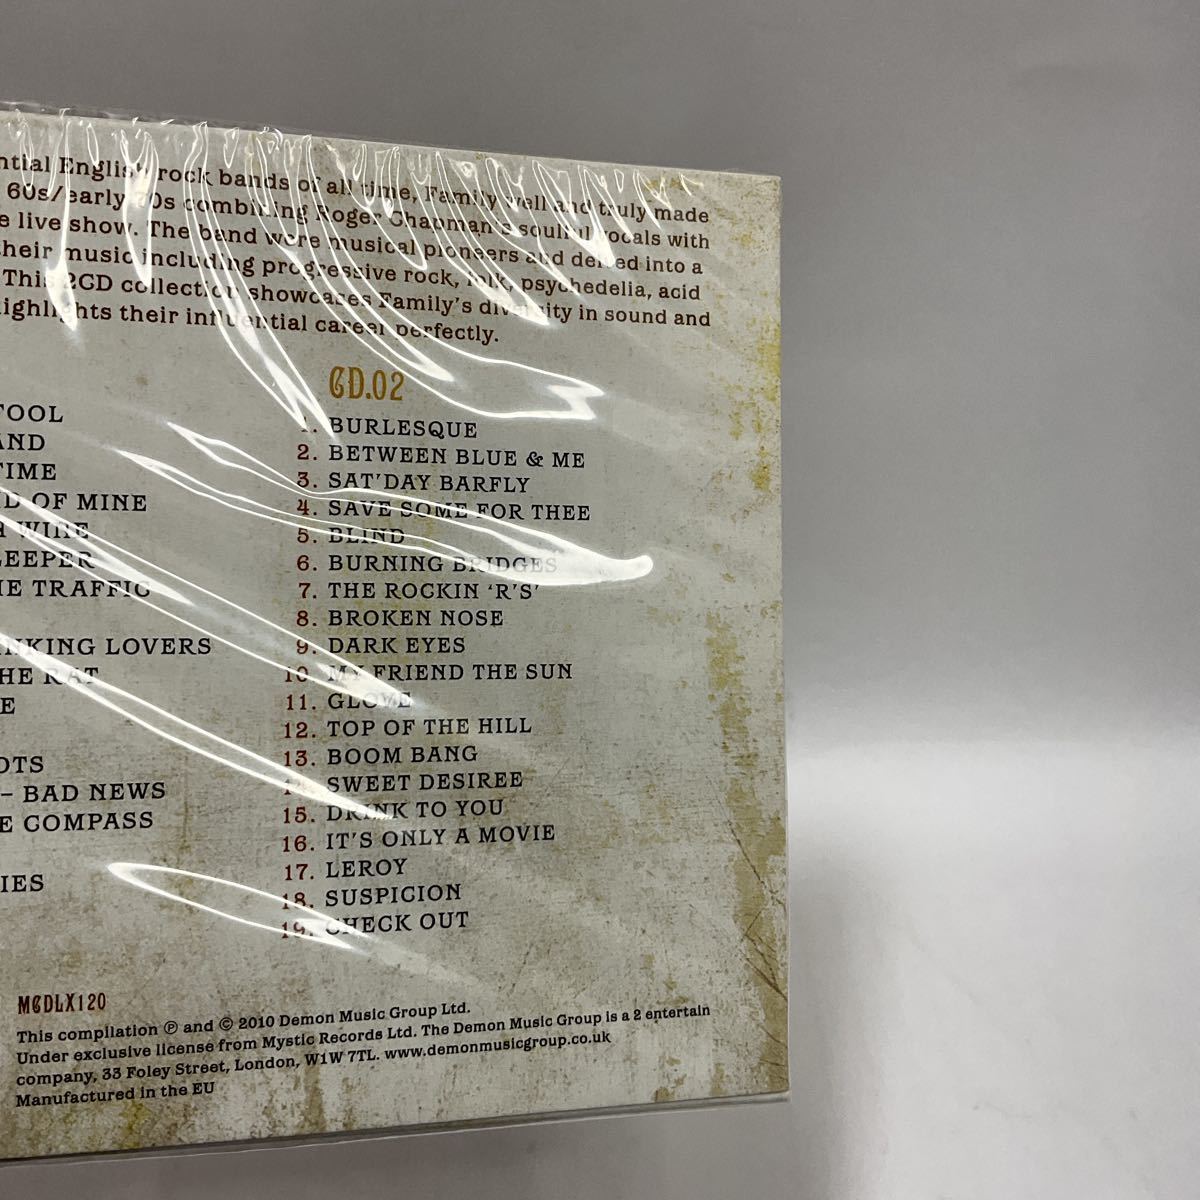 ntial English rock bands of all time, Family well and truly made
60s/early 70s combining Roger Chapman's soulful vocals with
e live show. The band were musical pioneers and delved into a
their music including progressive rock, folk, psychedelia, acid
This 2CD collection showcases Family's diversity in sound and
ighlights their influential career perfectly.
FOOL
AND
TIME
D OF MINE
WIRE
LEEPER
HE TRAFFIC
INKING LOVERS
HE RAT
E
OTS
– BAD NEWS
E COMPASS
IES
CD.02
1. BURLESQUE
2. BETWEEN BLUE & ME
3. SAT'DAY BARFLY
4. SAVE SOME FOR THEE
5. BLIND
6. BURNING BRIDGES
7. THE ROCKIN 'R'S'
8. BROKEN NOSE
9. DARK EYES
10. MY FRIEND THE SUN
11. GLOVE
12. TOP OF THE HILL
13. BOOM BANG
14. SWEET DESIREE
15. DRINK TO YOU
16. IT'S ONLY A MOVIE
17. LEROY
18. SUSPICION
19. CHECK OUT
MCDLX120
This compilation ℗ and © 2010 Demon Music Group Ltd.
Under exclusive license from Mystic Records Ltd. The Demon Music Group is a 2 entertain
company, 33 Foley Street, London, W1W 7TL. www.demonmusicgroup.co.uk
Manufactured in the EU